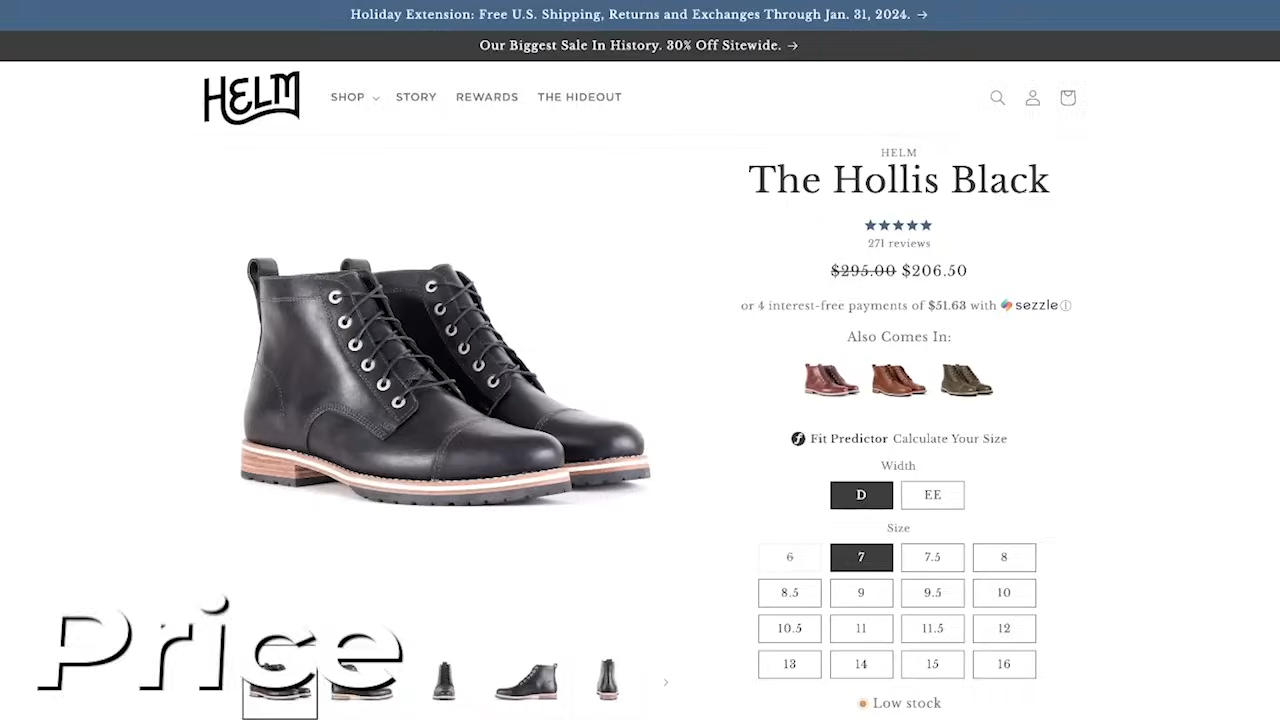 Holiday Extension: Free U.S. Shipping, Returns and Exchanges Through Jan. 31, 2024. →
Our Biggest Sale In History. 30% Off Sitewide. →
HELM
SHOP STORY REWARDS THE HIDEOUT
HELM
The Hollis Black
★★★★★
271 reviews
$295.00 $206.50
or 4 interest-free payments of $51.63 with sezzle ⓘ
Also Comes In:
Fit Predictor Calculate Your Size
Width
D EE
Size
6 7 7.5 8
8.5 9 9.5 10
10.5 11 11.5 12
13 14 15 16
Low stock
Price